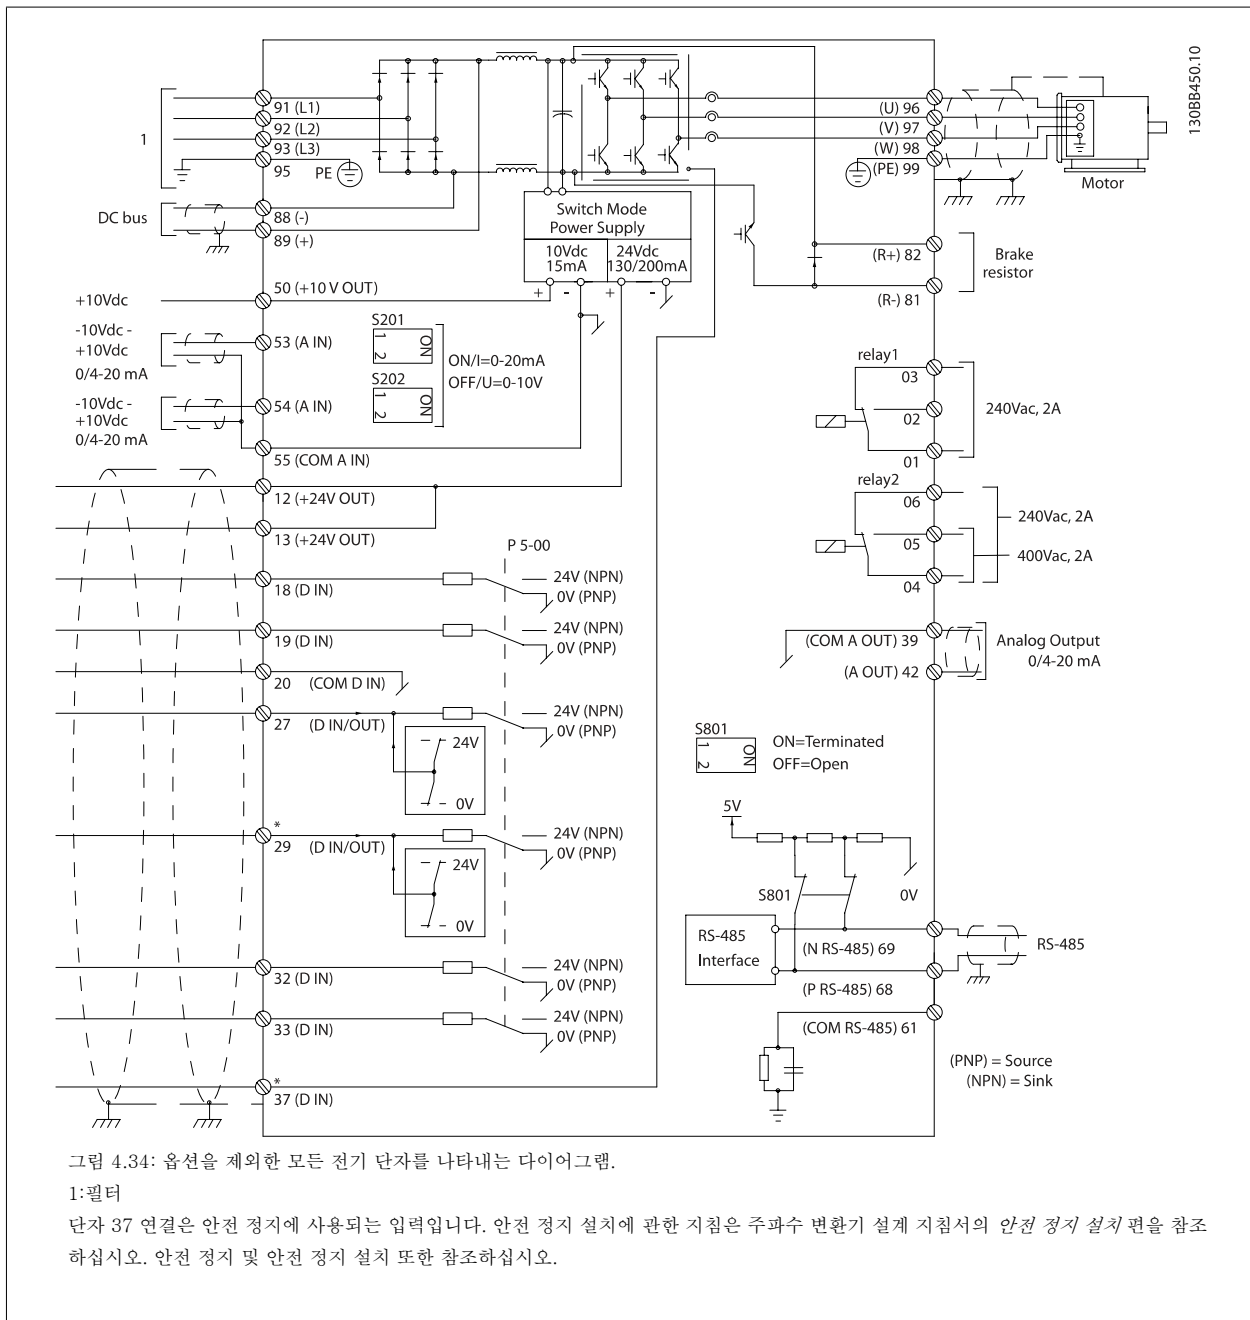 130BB450.10
91 (L1)
92 (L2)
93 (L3)
95
PE
1
DC bus
88 (-)
89 (+)
Switch Mode
Power Supply
10Vdc
15mA
24Vdc
130/200mA
+
-
+
-
(U) 96
(V) 97
(W) 98
(PE) 99
Motor
(R+) 82
Brake
resistor
(R-) 81
+10Vdc
50 (+10 V OUT)
-10Vdc -
+10Vdc
0/4-20 mA
53 (A IN)
-10Vdc -
+10Vdc
0/4-20 mA
54 (A IN)
55 (COM A IN)
S201
1
2
ON
S202
1
2
ON
ON/I=0-20mA
OFF/U=0-10V
relay1
03
02
01
240Vac, 2A
relay2
06
05
04
240Vac, 2A
400Vac, 2A
12 (+24V OUT)
13 (+24V OUT)
P 5-00
18 (D IN)
24V (NPN)
0V (PNP)
19 (D IN)
24V (NPN)
0V (PNP)
20 (COM D IN)
27 (D IN/OUT)
24V (NPN)
0V (PNP)
24V
0V
*
29 (D IN/OUT)
24V (NPN)
0V (PNP)
24V
0V
32 (D IN)
24V (NPN)
0V (PNP)
33 (D IN)
24V (NPN)
0V (PNP)
*
37 (D IN)
(COM A OUT) 39
(A OUT) 42
Analog Output
0/4-20 mA
S801
1
2
ON
ON=Terminated
OFF=Open
5V
S801
0V
RS-485
Interface
(N RS-485) 69
(P RS-485) 68
RS-485
(COM RS-485) 61
(PNP) = Source
(NPN) = Sink
그림 4.34: 옵션을 제외한 모든 전기 단자를 나타내는 다이어그램.
1:필터
단자 37 연결은 안전 정지에 사용되는 입력입니다. 안전 정지 설치에 관한 지침은 주파수 변환기 설계 지침서의 안전 정지 설치 편을 참조
하십시오. 안전 정지 및 안전 정지 설치 또한 참조하십시오.